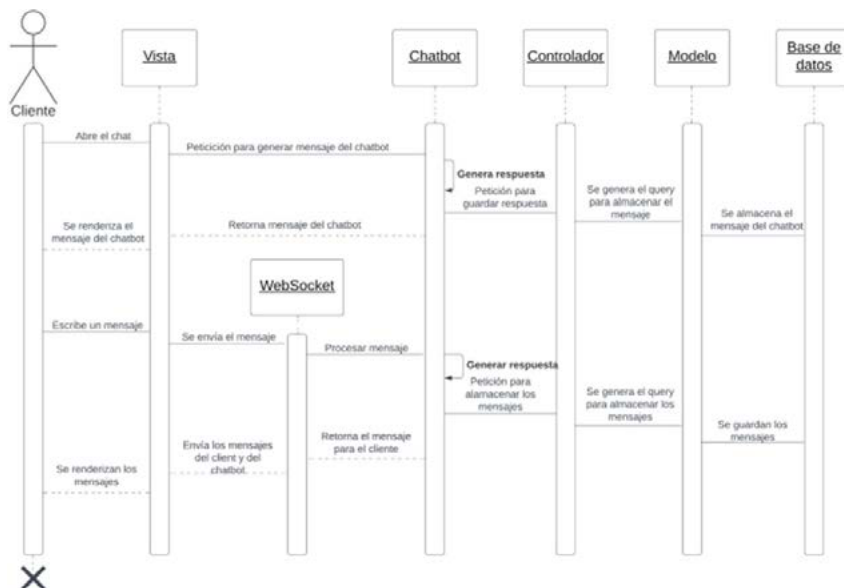 Vista
Chatbot
Controlador
Modelo
Base de
datos
Cliente
Abre el chat
Peticición para generar mensaje del chatbot
Genera respuesta
Petición para
guardar respuesta
Se genera el query
para almacenar el
mensaje
Se almacena el
mensaje del chatbot
Retorna mensaje del chatbot
Se renderiza el
mensaje del chatbot
WebSocket
Escribe un mensaje
Se envía el mensaje
Procesar mensaje
Generar respuesta
Petición para
alamacenar los
mensajes
Se genera el query
para almacenar los
mensajes
Se guardan los
mensajes
Retorna el mensaje
para el cliente
Envía los mensajes
del client y del
chatbot
Se renderizan los
mensajes